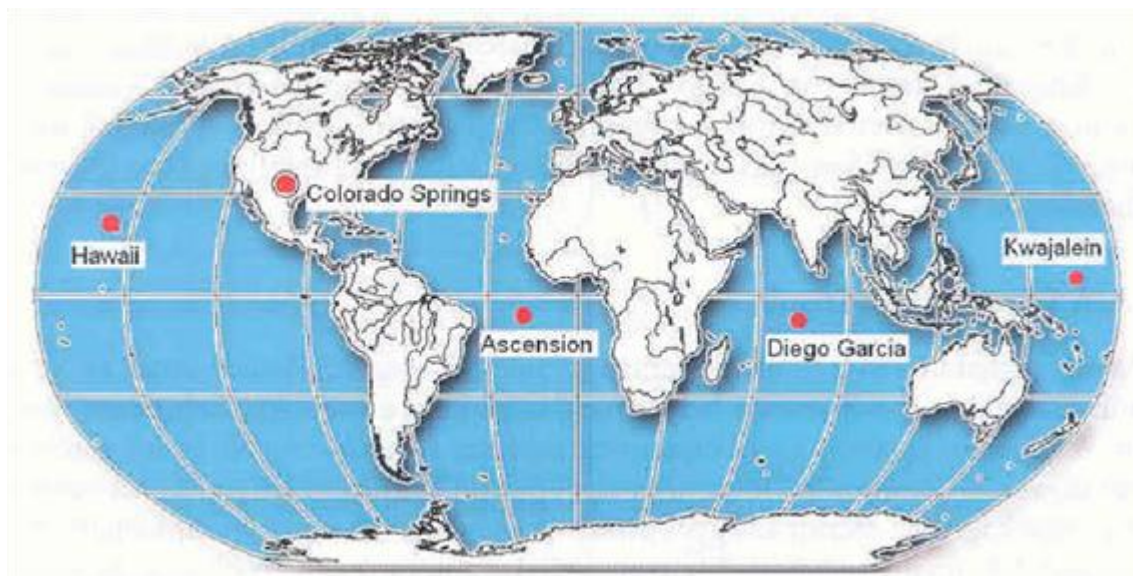 Colorado Springs
Hawaii
Kwajalein
Ascension
Diego Garcia